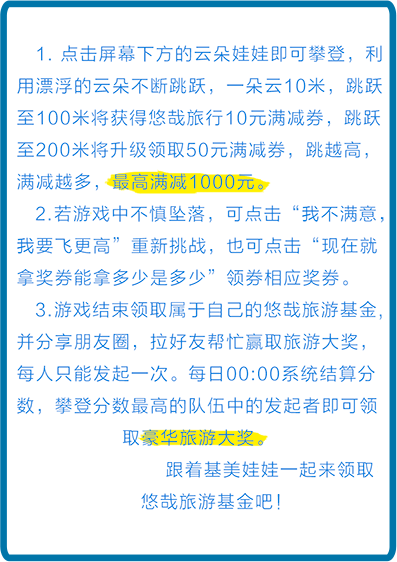 1. 点击屏幕下方的云朵娃娃即可攀登，利
用漂浮的云朵不断跳跃，一朵云10米，跳跃
至100米将获得悠哉旅行10元满减券，跳跃
至200米将升级领取50元满减券，跳越高，
满减越多，最高满减1000元。
2.若游戏中不慎坠落，可点击“我不满意，
我要飞更高”重新挑战，也可点击“现在就
拿奖券能拿多少是多少”领券相应奖券。
3.游戏结束领取属于自己的悠哉旅游基金，
并分享朋友圈，拉好友帮忙赢取旅游大奖，
每人只能发起一次。每日00:00系统结算分
数，攀登分数最高的队伍中的发起者即可领
取豪华旅游大奖。
跟着基美娃娃一起来领取
悠哉旅游基金吧！